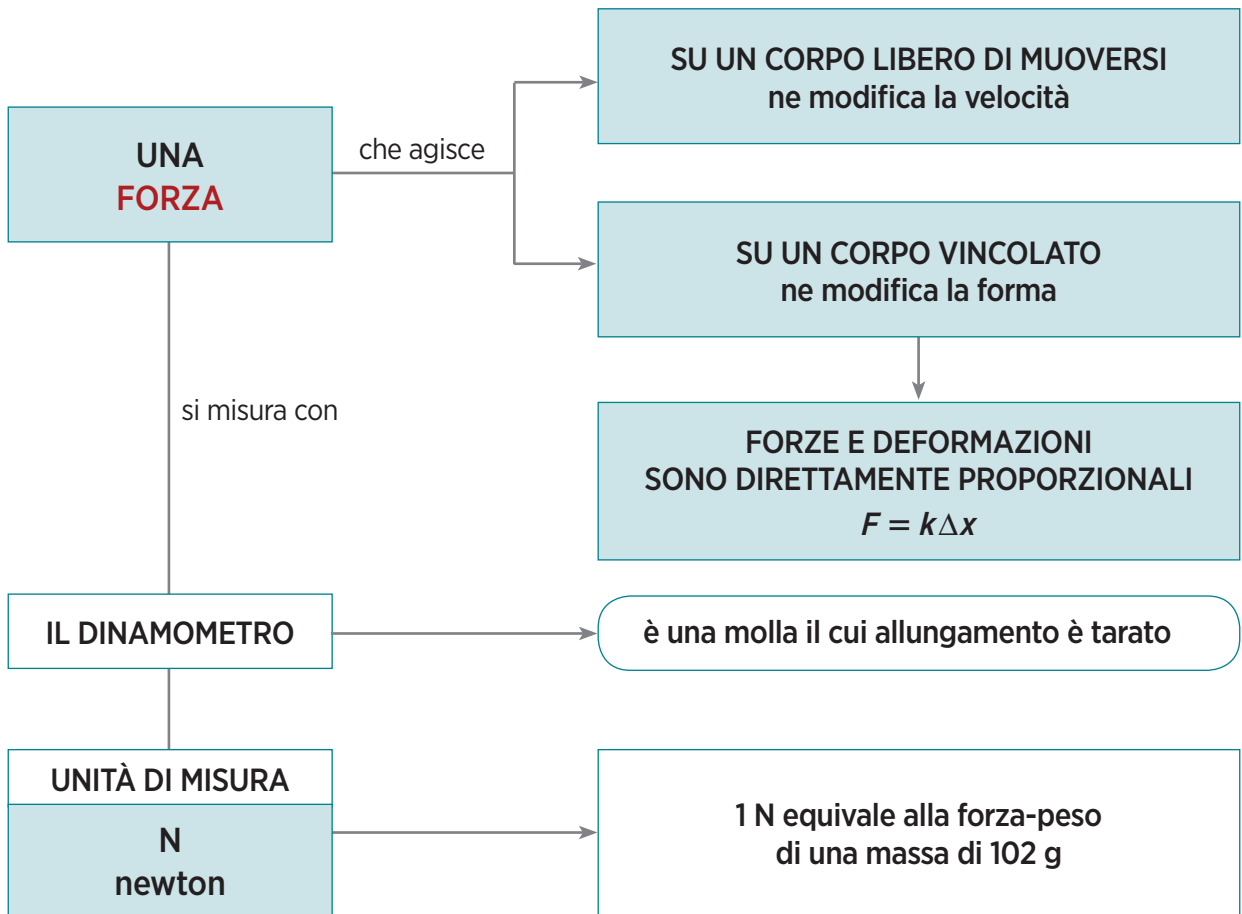 UNA
FORZA
che agisce
SU UN CORPO LIBERO DI MUOVERSI
ne modifica la velocità
SU UN CORPO VINCOLATO
ne modifica la forma
FORZE E DEFORMAZIONI
SONO DIRETTAMENTE PROPORZIONALI
F = kΔx
si misura con
IL DINAMOMETRO
è una molla il cui allungamento è tarato
UNITÀ DI MISURA
N
newton
1 N equivale alla forza-peso
di una massa di 102 g